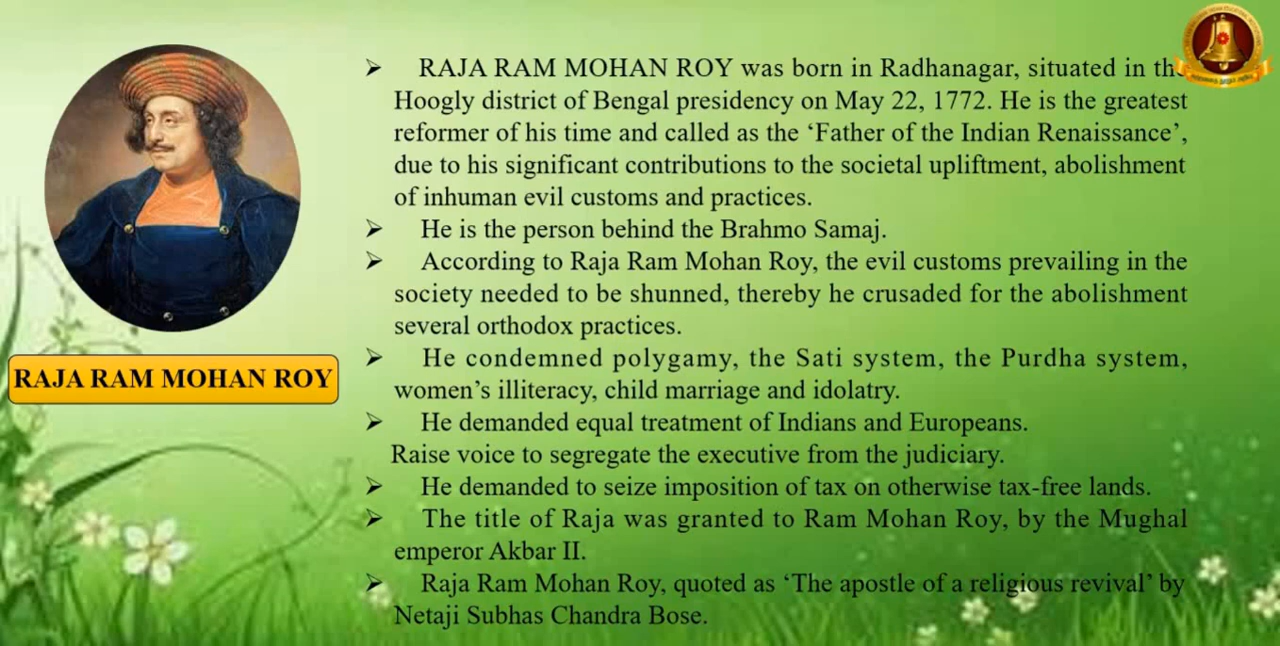 ➢ RAJA RAM MOHAN ROY was born in Radhanagar, situated in th
Hoogly district of Bengal presidency on May 22, 1772. He is the greatest
reformer of his time and called as the ‘Father of the Indian Renaissance’,
due to his significant contributions to the societal upliftment, abolishment
of inhuman evil customs and practices.
➢ He is the person behind the Brahmo Samaj.
➢ According to Raja Ram Mohan Roy, the evil customs prevailing in the
society needed to be shunned, thereby he crusaded for the abolishment
several orthodox practices.
➢ He condemned polygamy, the Sati system, the Purdha system,
women’s illiteracy, child marriage and idolatry.
➢ He demanded equal treatment of Indians and Europeans.
Raise voice to segregate the executive from the judiciary.
➢ He demanded to seize imposition of tax on otherwise tax-free lands.
➢ The title of Raja was granted to Ram Mohan Roy, by the Mughal
emperor Akbar II.
➢ Raja Ram Mohan Roy, quoted as ‘The apostle of a religious revival’ by
Netaji Subhas Chandra Bose.
RAJA RAM MOHAN ROY